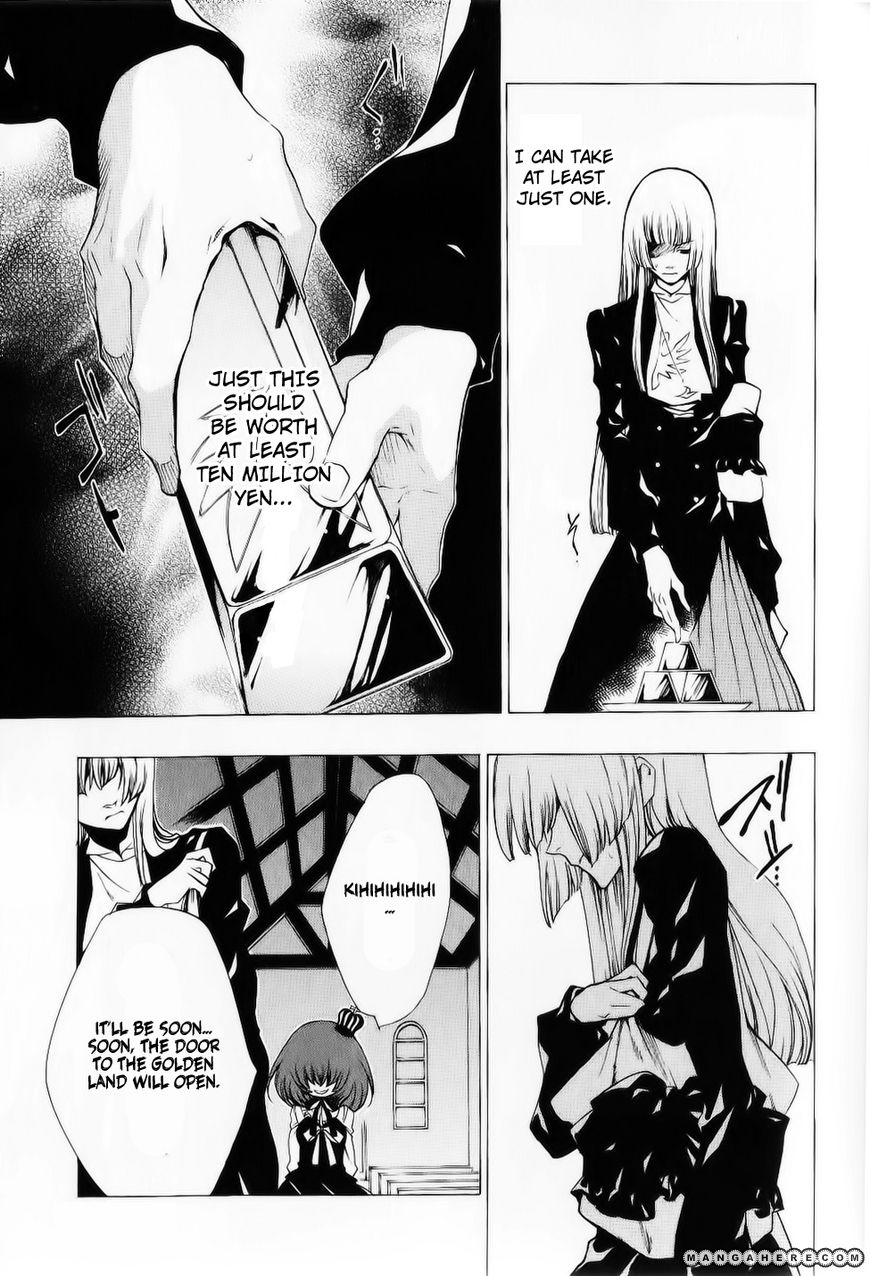 I CAN TAKE
AT LEAST
JUST ONE.
JUST THIS
SHOULD
BE WORTH
AT LEAST
TEN MILLION
YEN...
ズ
KIHIHIHIHIHI
...
IT'LL BE SOON...
SOON, THE DOOR
TO THE GOLDEN
LAND WILL OPEN.
MANGAHERE.COM